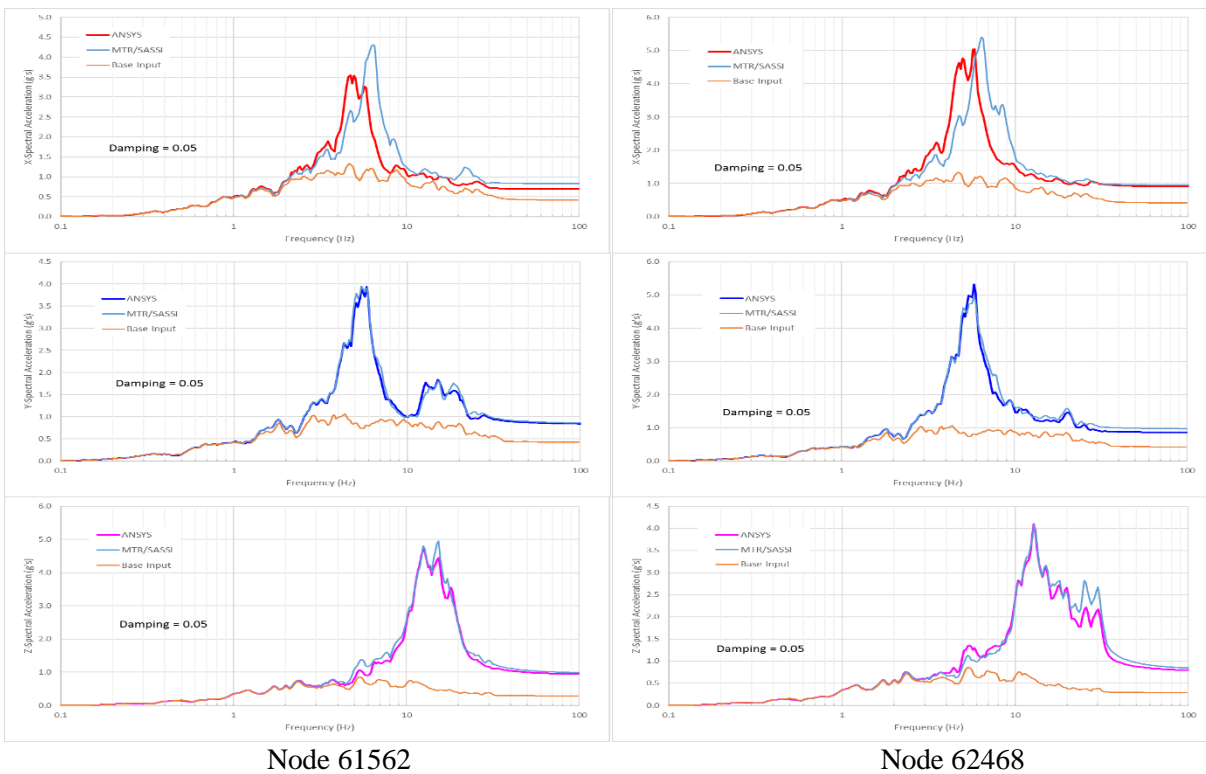 X-Spectral Acceleration (g's)
5.0
4.5
4.0
3.5
3.0
2.5
2.0
1.5
1.0
0.5
0.0
ANSYS
MTR/SASSI
Base Input
Damping = 0.05
0.1 1 10 100
Frequency (Hz)
X-Spectral Acceleration (g's)
6.0
5.0
4.0
3.0
2.0
1.0
0.0
ANSYS
MTR/SASSI
Base Input
Damping = 0.05
0.1 1 10 100
Frequency (Hz)
Y-Spectral Acceleration (g's)
4.5
4.0
3.5
3.0
2.5
2.0
1.5
1.0
0.5
0.0
ANSYS
MTR/SASSI
Base Input
Damping = 0.05
0.1 1 10 100
Frequency (Hz)
Y-Spectral Acceleration (g's)
6.0
5.0
4.0
3.0
2.0
1.0
0.0
ANSYS
MTR/SASSI
Base Input
Damping = 0.05
0.1 1 10 100
Frequency (Hz)
Z-Spectral Acceleration (g's)
6.0
5.0
4.0
3.0
2.0
1.0
0.0
ANSYS
MTR/SASSI
Base Input
Damping = 0.05
0.1 1 10 100
Frequency (Hz)
Z-Spectral Acceleration (g's)
4.5
4.0
3.5
3.0
2.5
2.0
1.5
1.0
0.5
0.0
ANSYS
MTR/SASSI
Base Input
Damping = 0.05
0.1 1 10 100
Frequency (Hz)
Node 61562
Node 62468